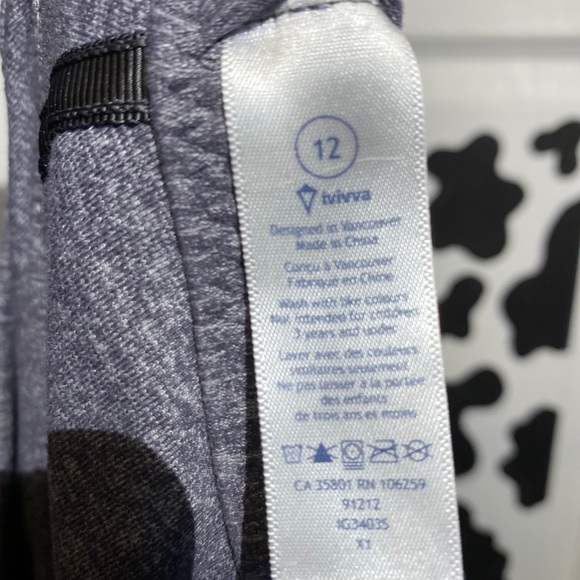 12
ivivva
Designed in Vancouver
Made in China
Conçu à Vancouver
Fabriqué en Chine
Wash with like colours
Not intended for children
3 years and under
Laver avec des couleurs
similaires seulement
Ne pas laisser à la portée
des enfants
de trois ans et moins
CA 35801 RN 106259
91212
IG3403S
X1